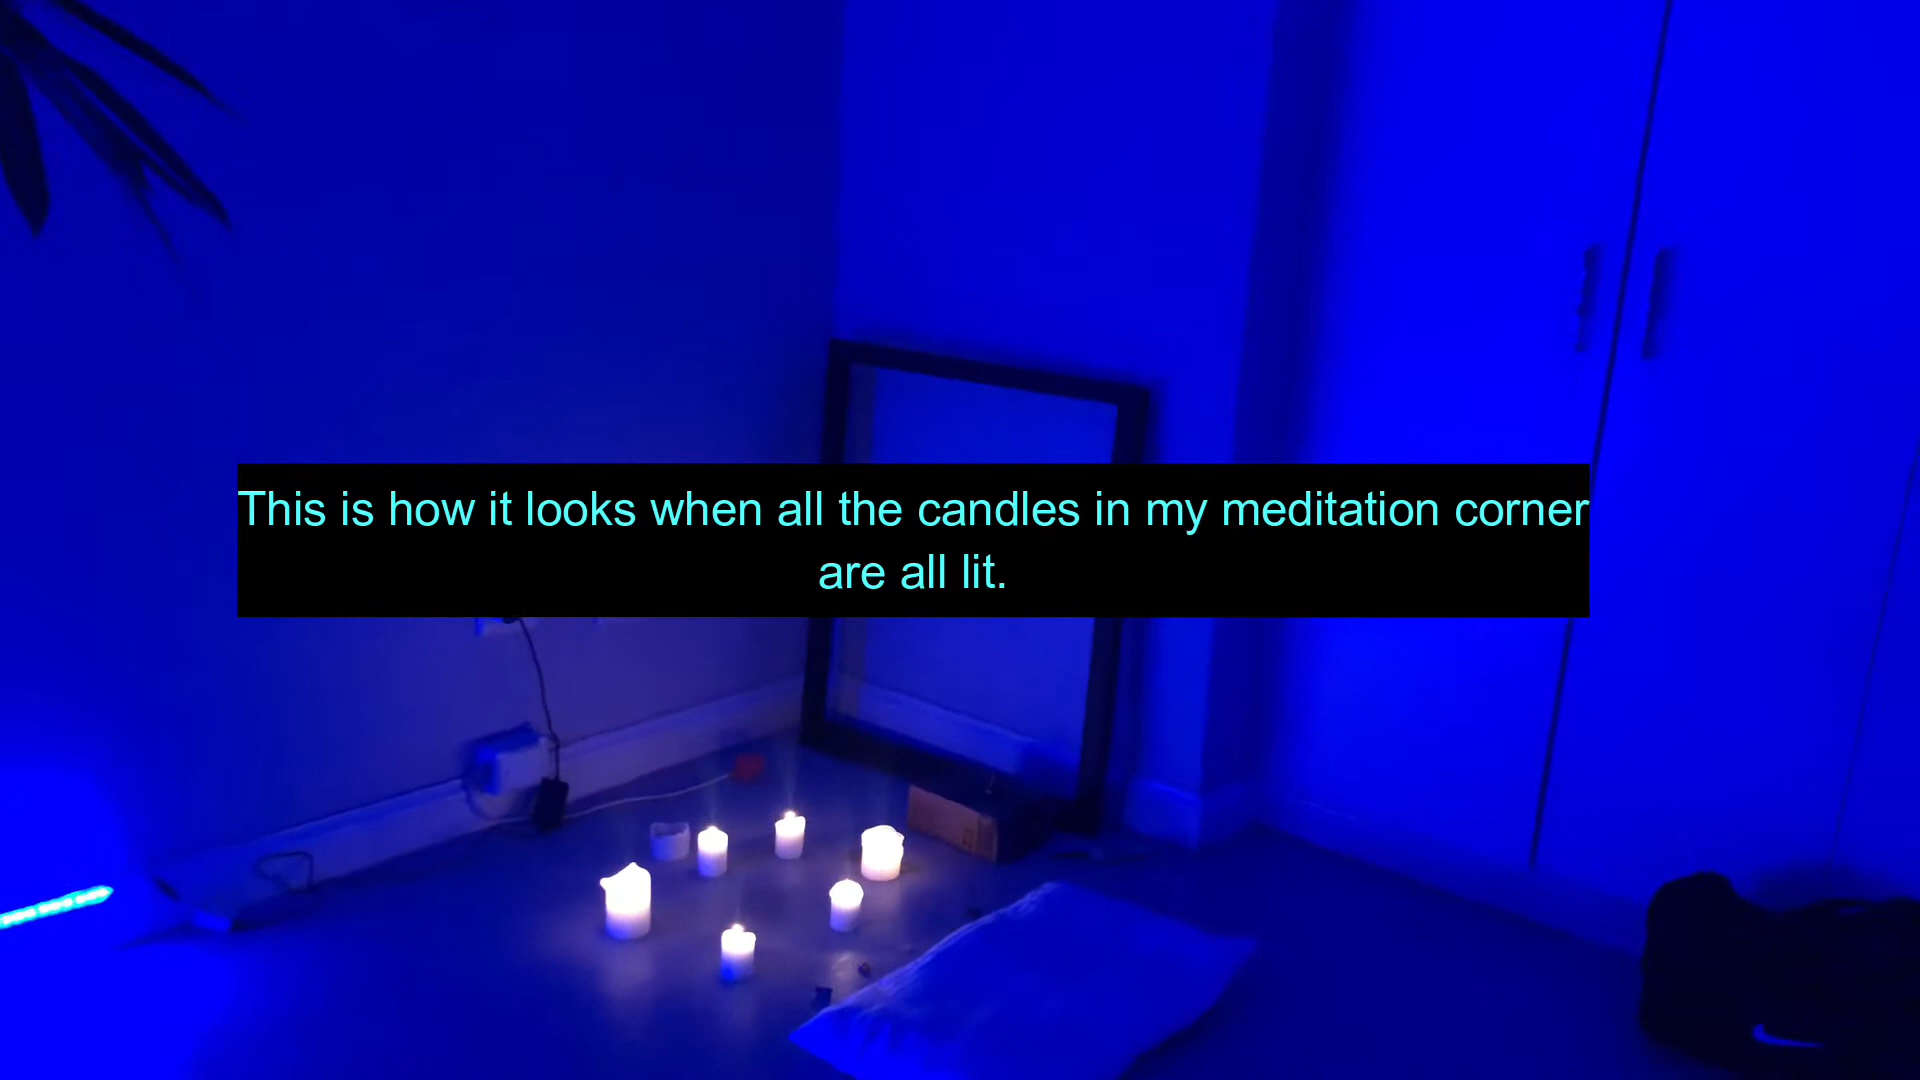 This is how it looks when all the candles in my meditation corner
are all lit.